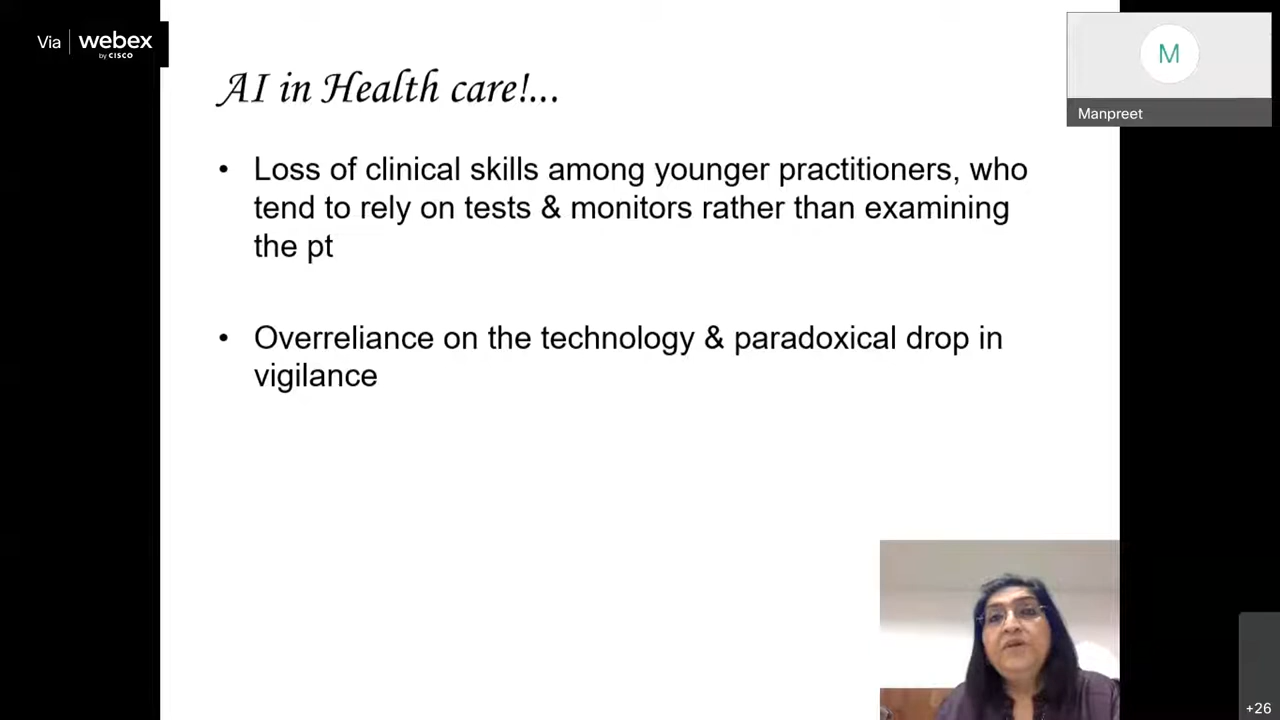 Via webex
by CISCO
M
Manpreet
AI in Health care!...
• Loss of clinical skills among younger practitioners, who
tend to rely on tests & monitors rather than examining
the pt
• Overreliance on the technology & paradoxical drop in
vigilance
+26